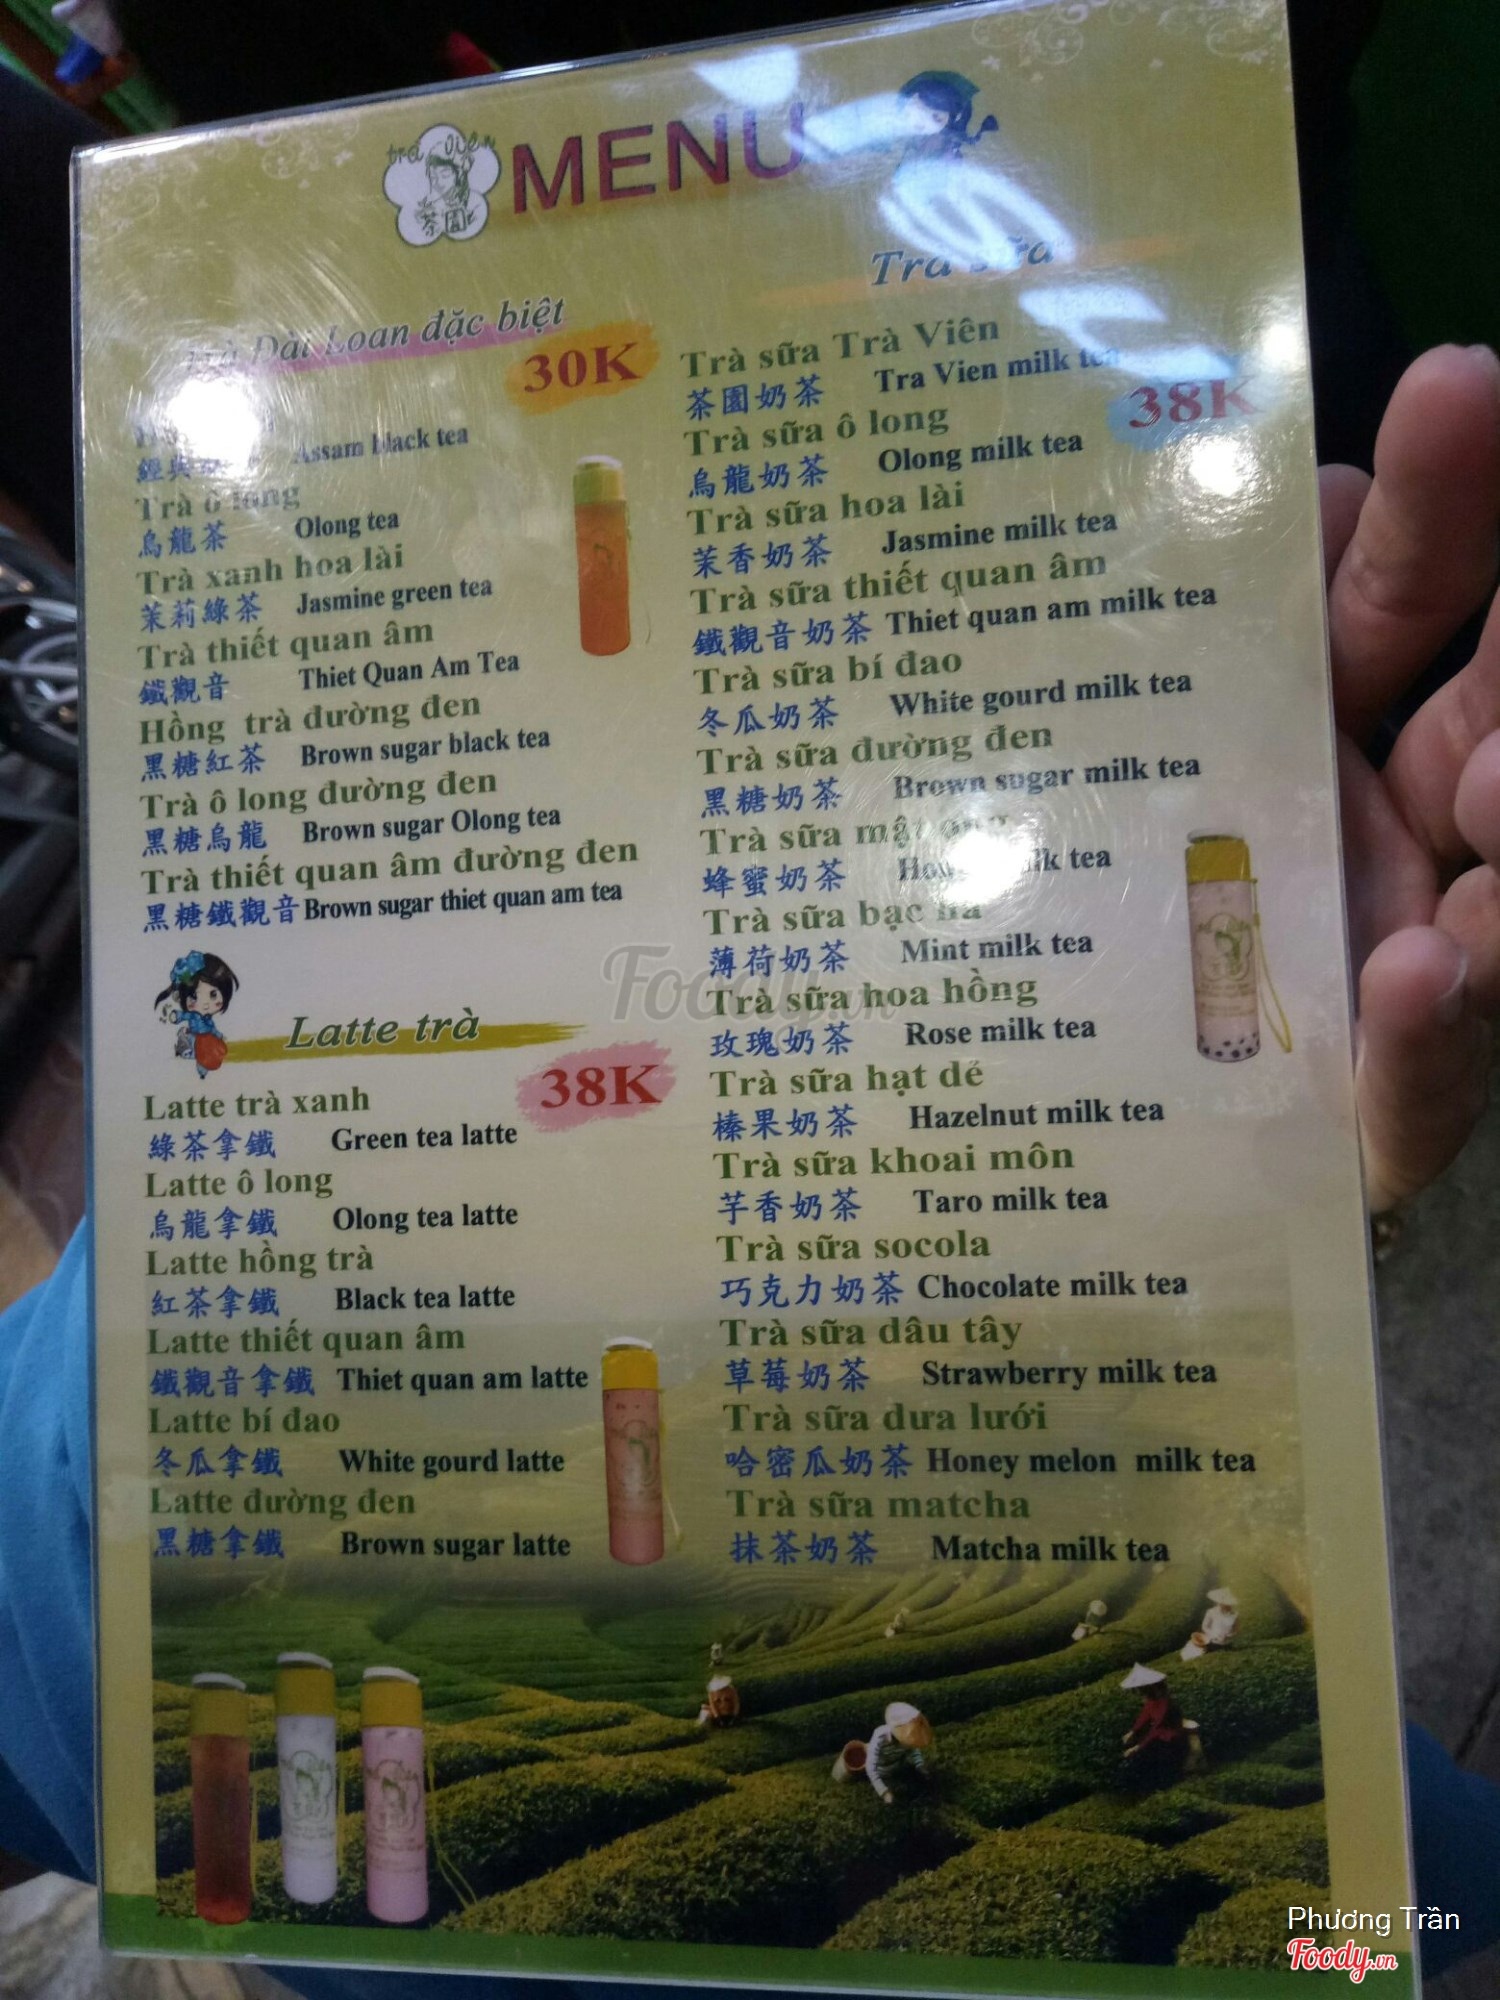 trà viên
茶園
MENU
Trà Đài Loan đặc biệt
30K
Assam black tea
Trà ô long
烏龍茶 Olong tea
Trà xanh hoa lài
茉莉綠茶 Jasmine green tea
Trà thiết quan âm
鐵觀音 Thiet Quan Am Tea
Hồng trà đường đen
黑糖紅茶 Brown sugar black tea
Trà ô long đường đen
黑糖烏龍 Brown sugar Olong tea
Trà thiết quan âm đường đen
黑糖鐵觀音 Brown sugar thiet quan am tea
Latte trà
38K
Latte trà xanh
綠茶拿鐵 Green tea latte
Latte ô long
烏龍拿鐵 Olong tea latte
Latte hồng trà
紅茶拿鐵 Black tea latte
Latte thiết quan âm
鐵觀音拿鐵 Thiet quan am latte
Latte bí đao
冬瓜拿鐵 White gourd latte
Latte đường đen
黑糖拿鐵 Brown sugar latte
Trà sữa
38K
Trà sữa Trà Viên
茶園奶茶 Tra Vien milk tea
Trà sữa ô long
烏龍奶茶 Olong milk tea
Trà sữa hoa lài
茉香奶茶 Jasmine milk tea
Trà sữa thiết quan âm
鐵觀音奶茶 Thiet quan am milk tea
Trà sữa bí đao
冬瓜奶茶 White gourd milk tea
Trà sữa đường đen
黑糖奶茶 Brown sugar milk tea
Trà sữa mật ong
蜂蜜奶茶 Honey milk tea
Trà sữa bạc hà
薄荷奶茶 Mint milk tea
Trà sữa hoa hồng
玫瑰奶茶 Rose milk tea
Trà sữa hạt dẻ
榛果奶茶 Hazelnut milk tea
Trà sữa khoai môn
芋香奶茶 Taro milk tea
Trà sữa socola
巧克力奶茶 Chocolate milk tea
Trà sữa dâu tây
草莓奶茶 Strawberry milk tea
Trà sữa dưa lưới
哈密瓜奶茶 Honey melon milk tea
Trà sữa matcha
抹茶奶茶 Matcha milk tea
Foody.vn
Phương Trần
Foody.vn